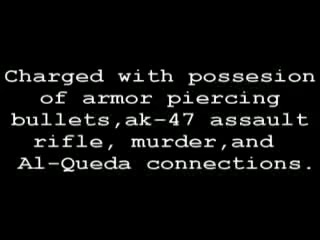 Charged with possesion
of armor piercing
bullets,ak-47 assault
rifle, murder,and
Al-Queda connections.